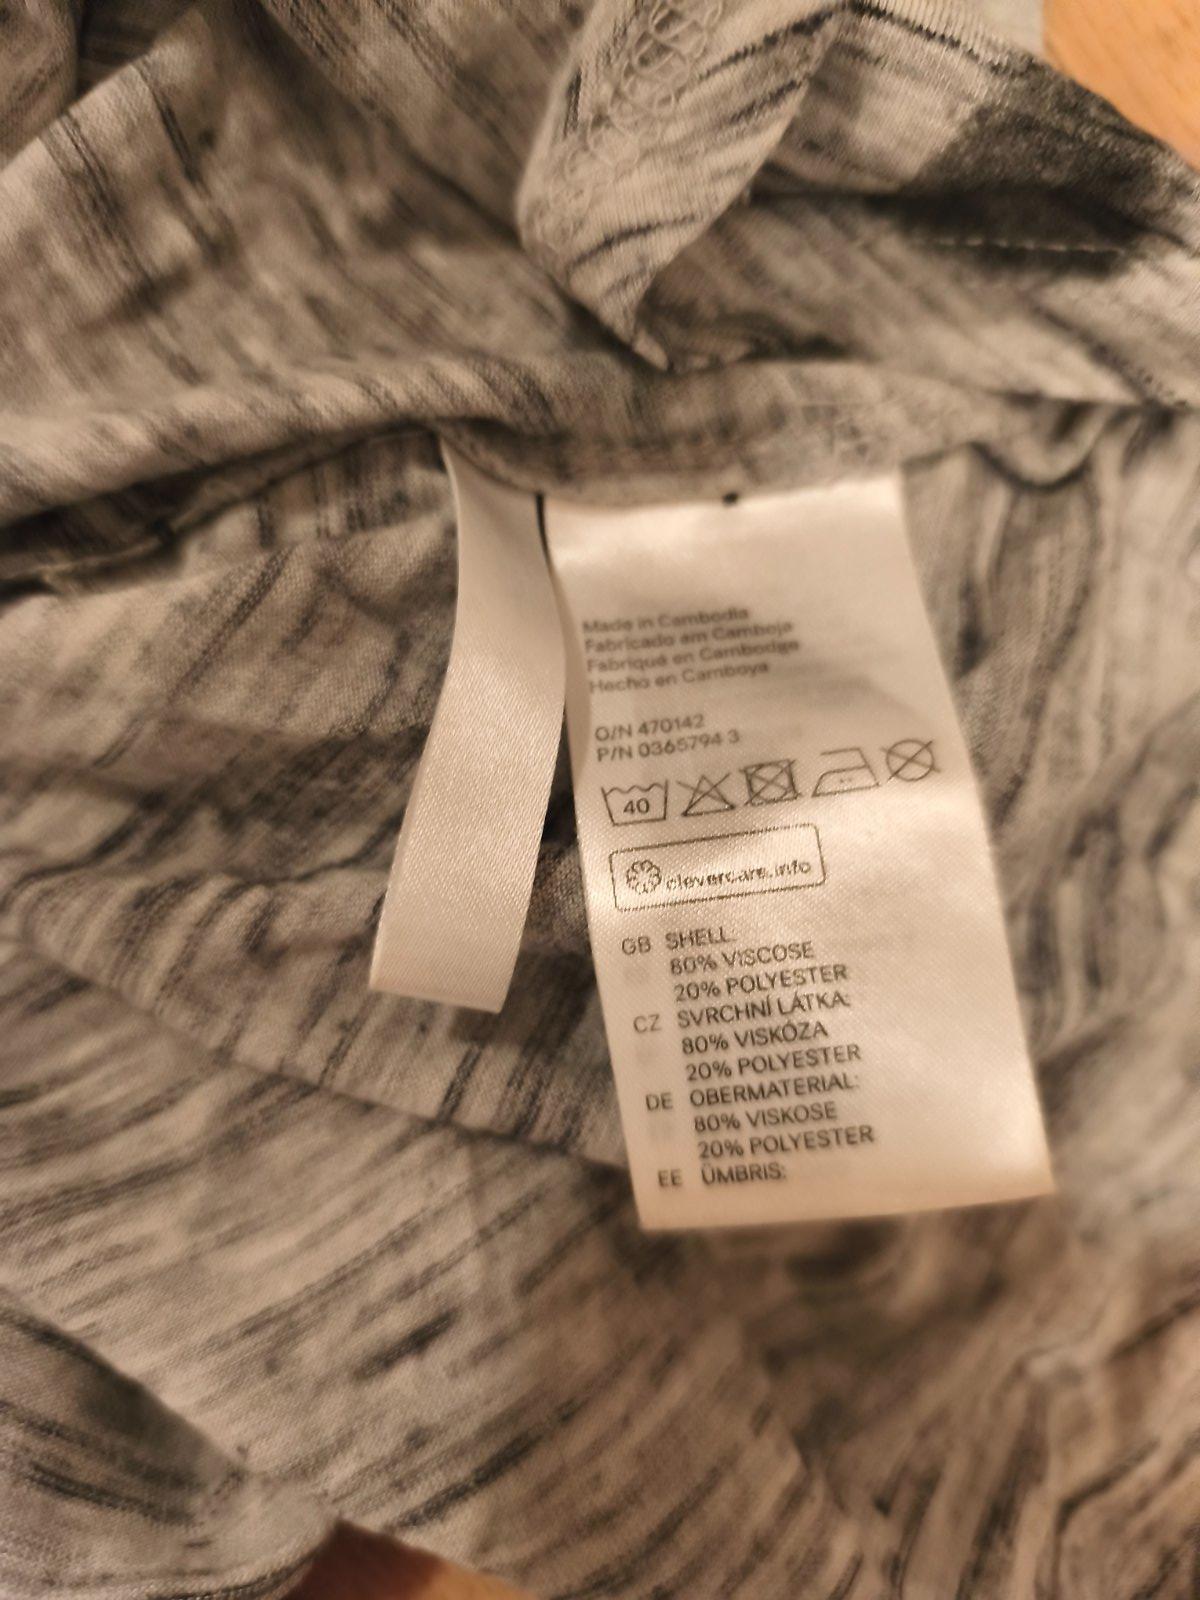 Made in Cambodia
Fabricado em Camboja
Fabriqué en Cambodge
Hecho en Camboya
O/N 470142
P/N 0365794 3
40
clevercare.info
GB SHELL:
80% VISCOSE
20% POLYESTER
CZ SVRCHNÍ LÁTKA:
80% VISKÓZA
20% POLYESTER
DE OBERMATERIAL:
80% VISKOSE
20% POLYESTER
EE ÜMBRIS: